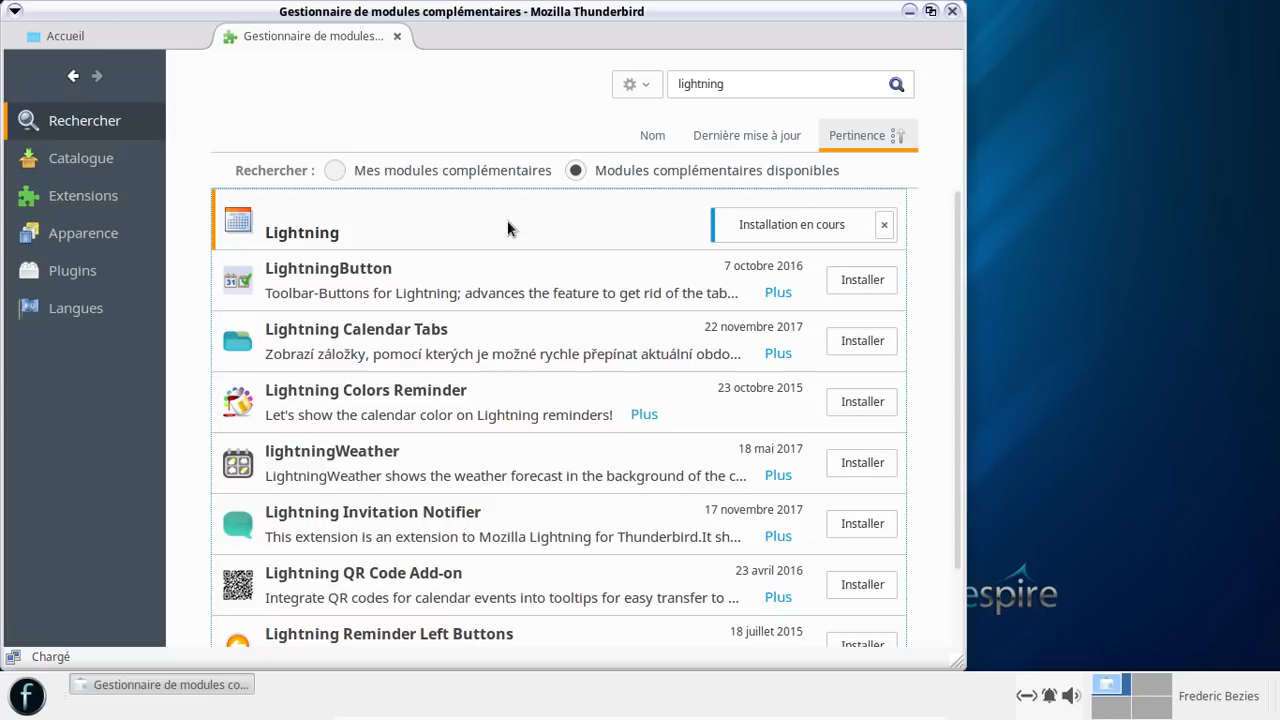 Gestionnaire de modules complémentaires - Mozilla Thunderbird
Accueil
Gestionnaire de modules...
lightning
Rechercher
Catalogue
Extensions
Apparence
Plugins
Langues
Nom
Dernière mise à jour
Pertinence
Rechercher :
Mes modules complémentaires
Modules complémentaires disponibles
Lightning
Installation en cours
LightningButton
7 octobre 2016
Toolbar-Buttons for Lightning; advances the feature to get rid of the tab...
Plus
Installer
Lightning Calendar Tabs
22 novembre 2017
Zobrazí záložky, pomocí kterých je možné rychle přepínat aktuální obdo...
Plus
Installer
Lightning Colors Reminder
23 octobre 2015
Let's show the calendar color on Lightning reminders!
Plus
Installer
lightningWeather
18 mai 2017
LightningWeather shows the weather forecast in the background of the c...
Plus
Installer
Lightning Invitation Notifier
17 novembre 2017
This extension is an extension to Mozilla Lightning for Thunderbird.It sh...
Plus
Installer
Lightning QR Code Add-on
23 avril 2016
Integrate QR codes for calendar events into tooltips for easy transfer to ...
Plus
Installer
Lightning Reminder Left Buttons
18 juillet 2015
Installer
Chargé
espire
Gestionnaire de modules co...
Frederic Bezies